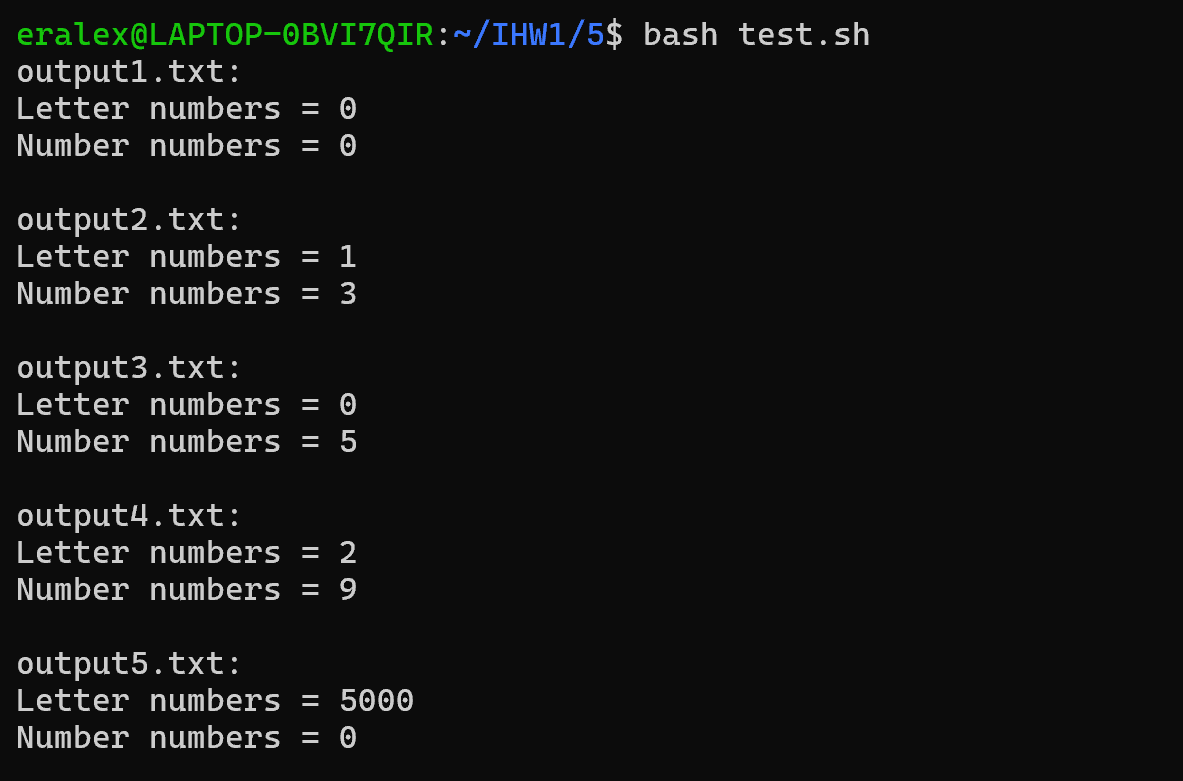 eralex@LAPTOP-0BVI7QIR:~/IHW1/5$ bash test.sh
output1.txt:
Letter numbers = 0
Number numbers = 0
output2.txt:
Letter numbers = 1
Number numbers = 3
output3.txt:
Letter numbers = 0
Number numbers = 5
output4.txt:
Letter numbers = 2
Number numbers = 9
output5.txt:
Letter numbers = 5000
Number numbers = 0